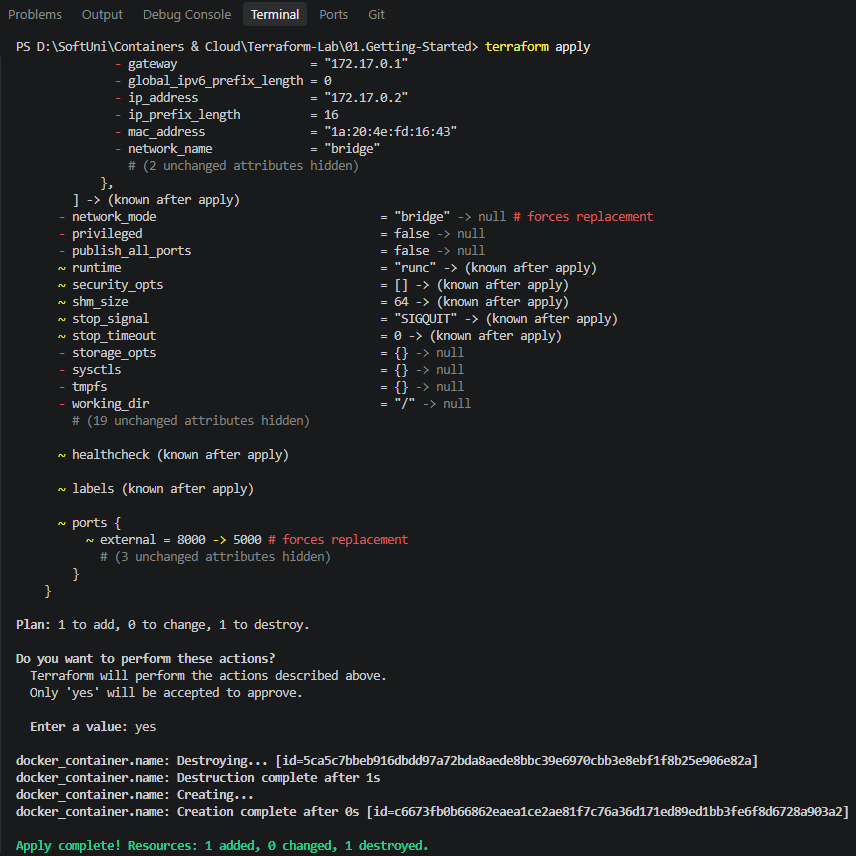 Problems Output Debug Console Terminal Ports Git
PS D:\SoftUni\Containers & Cloud\Terraform-Lab\01.Getting-Started> terraform apply
- gateway = "172.17.0.1"
- global_ipv6_prefix_length = 0
- ip_address = "172.17.0.2"
- ip_prefix_length = 16
- mac_address = "1a:20:4e:fd:16:43"
- network_name = "bridge"
# (2 unchanged attributes hidden)
},
] -> (known after apply)
- network_mode = "bridge" -> null # forces replacement
- privileged = false -> null
- publish_all_ports = false -> null
~ runtime = "runc" -> (known after apply)
~ security_opts = [] -> (known after apply)
~ shm_size = 64 -> (known after apply)
~ stop_signal = "SIGQUIT" -> (known after apply)
~ stop_timeout = 0 -> (known after apply)
- storage_opts = {} -> null
- sysctls = {} -> null
- tmpfs = {} -> null
- working_dir = "/" -> null
# (19 unchanged attributes hidden)
~ healthcheck (known after apply)
~ labels (known after apply)
~ ports {
~ external = 8000 -> 5000 # forces replacement
# (3 unchanged attributes hidden)
}
}
Plan: 1 to add, 0 to change, 1 to destroy.
Do you want to perform these actions?
Terraform will perform the actions described above.
Only 'yes' will be accepted to approve.
Enter a value: yes
docker_container.name: Destroying... [id=5ca5c7bbeb916dbdd97a72bda8aede8bbc39e6970cbb3e8ebf1f8b25e906e82a]
docker_container.name: Destruction complete after 1s
docker_container.name: Creating...
docker_container.name: Creation complete after 0s [id=c6673fb0b66862eaea1ce2ae81f7c76a36d171ed89ed1bb3fe6f8d6728a903a2]
Apply complete! Resources: 1 added, 0 changed, 1 destroyed.